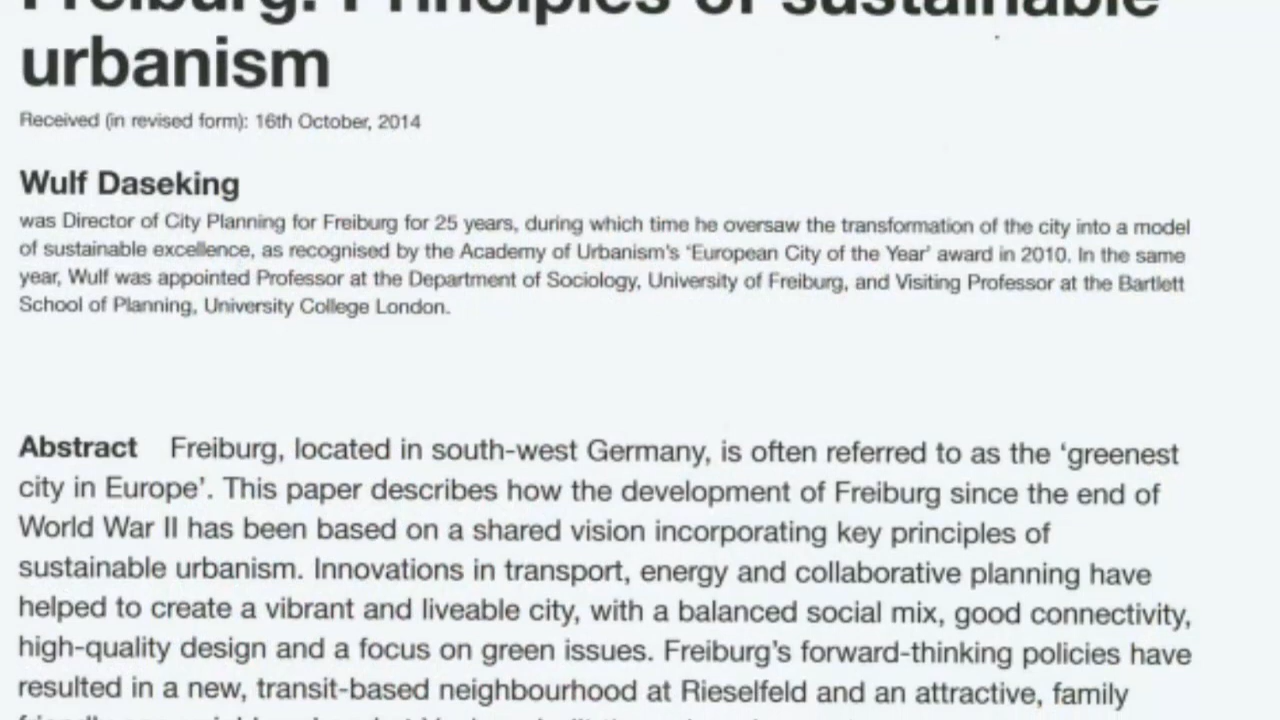 Freiburg: Principles of sustainable
urbanism
Received (in revised form): 16th October, 2014
Wulf Daseking
was Director of City Planning for Freiburg for 25 years, during which time he oversaw the transformation of the city into a model
of sustainable excellence, as recognised by the Academy of Urbanism's 'European City of the Year' award in 2010. In the same
year, Wulf was appointed Professor at the Department of Sociology, University of Freiburg, and Visiting Professor at the Bartlett
School of Planning, University College London.
Abstract Freiburg, located in south-west Germany, is often referred to as the 'greenest
city in Europe'. This paper describes how the development of Freiburg since the end of
World War II has been based on a shared vision incorporating key principles of
sustainable urbanism. Innovations in transport, energy and collaborative planning have
helped to create a vibrant and liveable city, with a balanced social mix, good connectivity,
high-quality design and a focus on green issues. Freiburg's forward-thinking policies have
resulted in a new, transit-based neighbourhood at Rieselfeld and an attractive, family